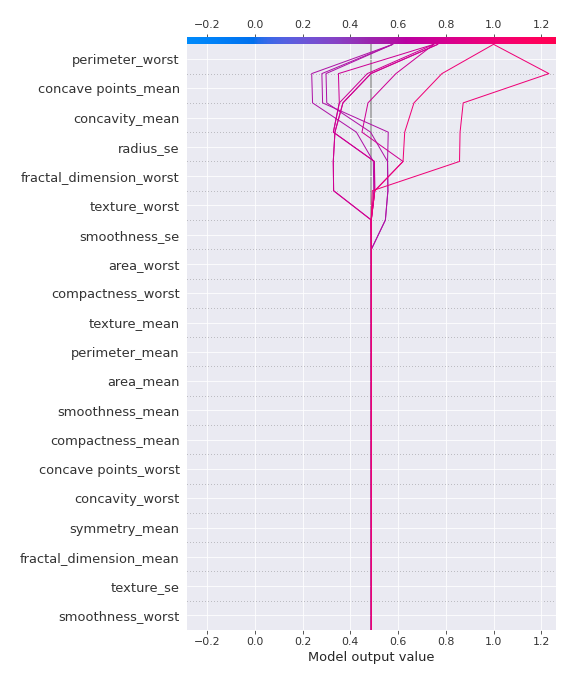 −0.2 0.0 0.2 0.4 0.6 0.8 1.0 1.2
perimeter_worst
concave points_mean
concavity_mean
radius_se
fractal_dimension_worst
texture_worst
smoothness_se
area_worst
compactness_worst
texture_mean
perimeter_mean
area_mean
smoothness_mean
compactness_mean
concave points_worst
concavity_worst
symmetry_mean
fractal_dimension_mean
texture_se
smoothness_worst
−0.2 0.0 0.2 0.4 0.6 0.8 1.0 1.2
Model output value